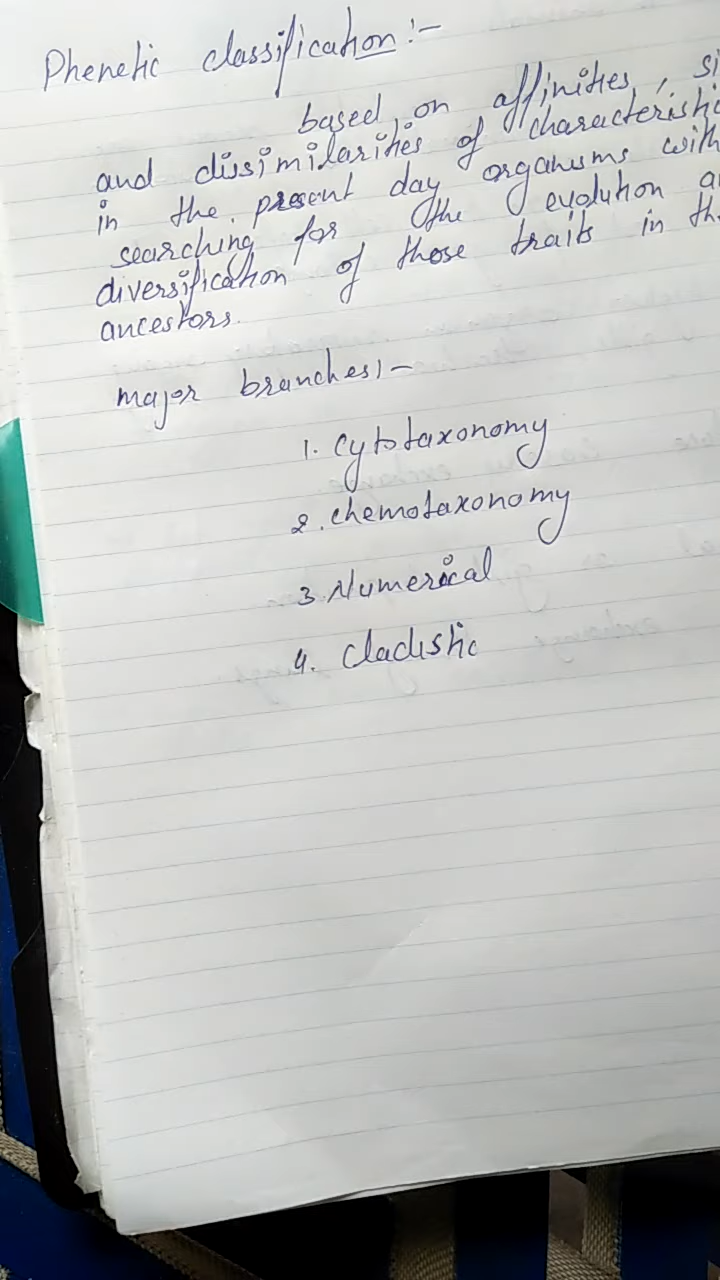 Phenetic classification :-
based on affinities, si
and dissimilarities of characteristic
in the present day organisms with
searching for the evolution a
diversification of those traits in th
ancestors.
major branches :-
1. Cytotaxonomy
2. chemotaxonomy
3. Numerical
4. Cladistic